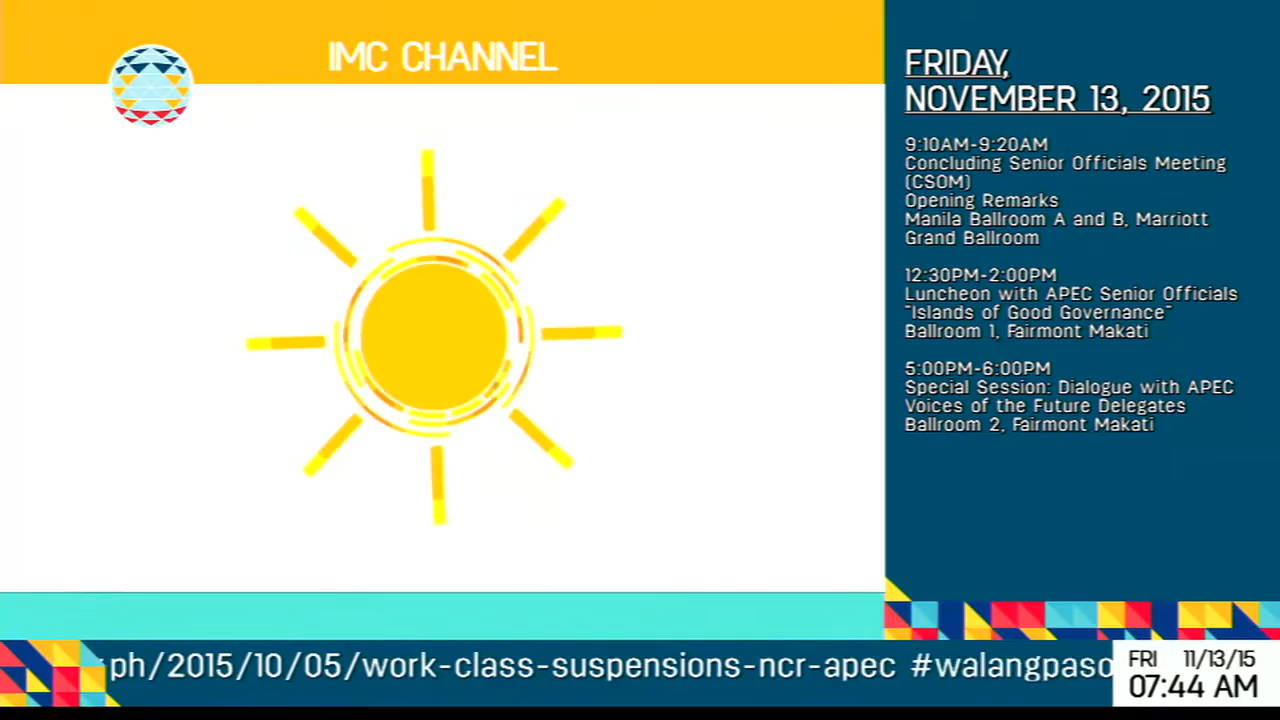 IMC CHANNEL
FRIDAY,
NOVEMBER 13, 2015
9:10AM-9:20AM
Concluding Senior Officials Meeting
(CSOM)
Opening Remarks
Manila Ballroom A and B, Marriott
Grand Ballroom
12:30PM-2:00PM
Luncheon with APEC Senior Officials
"Islands of Good Governance"
Ballroom 1, Fairmont Makati
5:00PM-6:00PM
Special Session: Dialogue with APEC
Voices of the Future Delegates
Ballroom 2, Fairmont Makati
ph/2015/10/05/work-class-suspensions-ncr-apec #walangpaso
FRI 11/13/15
07:44 AM